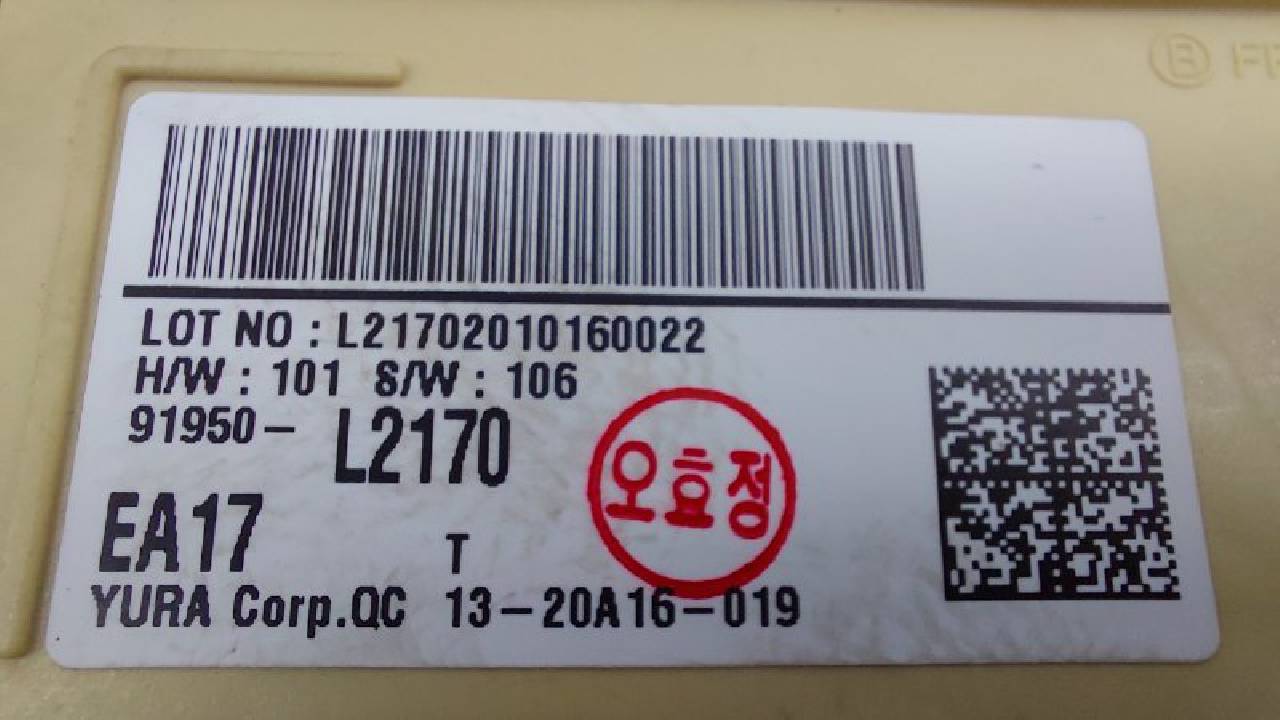 LOT NO : L21702010160022
H/W : 101 S/W : 106
91950- L2170
EA17
T
오효정
YURA Corp.QC 13-20A16-019